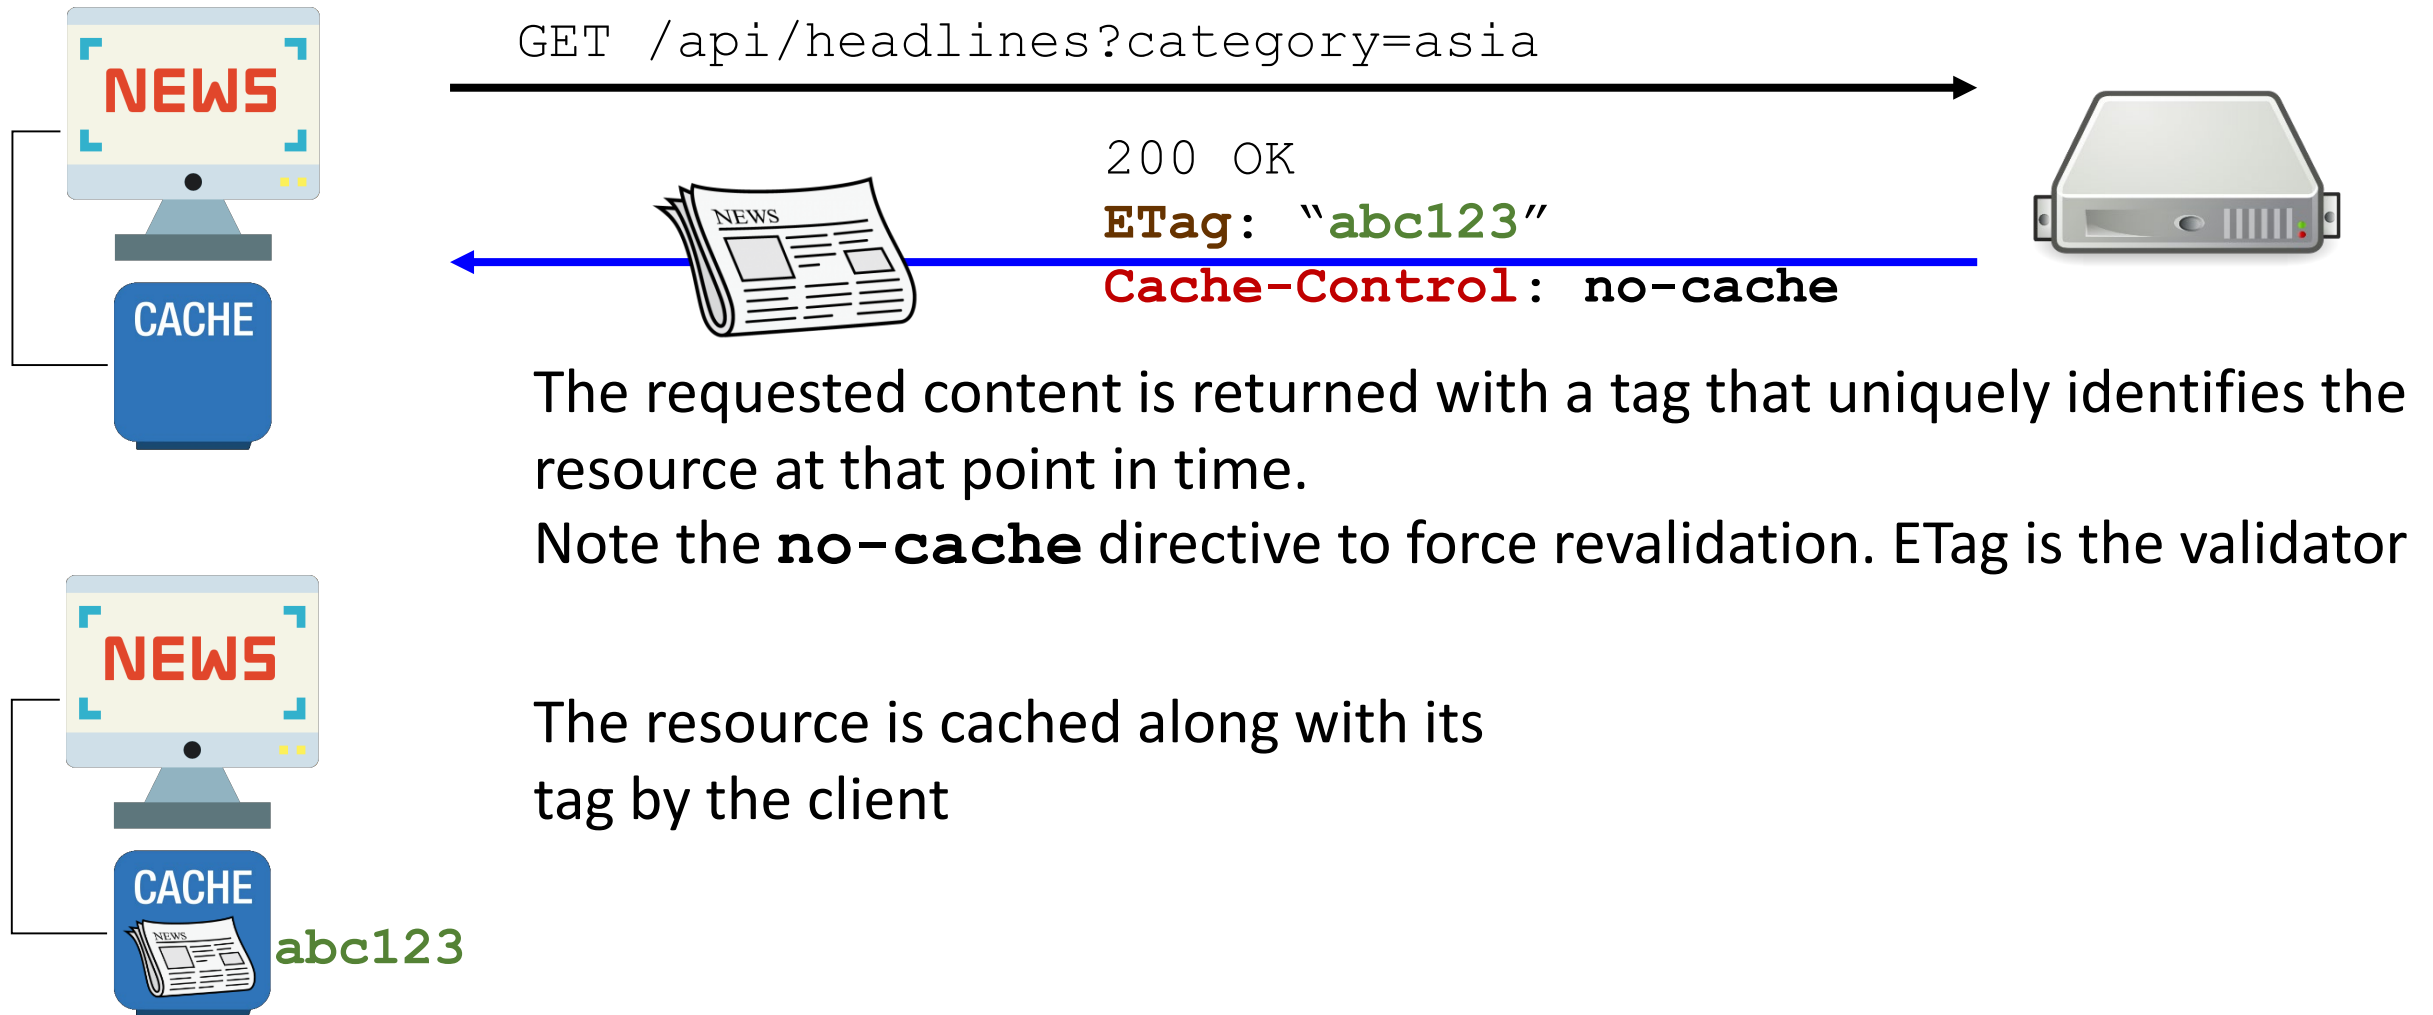 GET /api/headlines?category=asia
NEWS
200 OK
NEWS
ETag: “abc123”
Cache-Control: no-cache
CACHE
The requested content is returned with a tag that uniquely identifies the
resource at that point in time.
Note the no-cache directive to force revalidation. ETag is the validator
NEWS
The resource is cached along with its
tag by the client
CACHE
NEWS
abc123